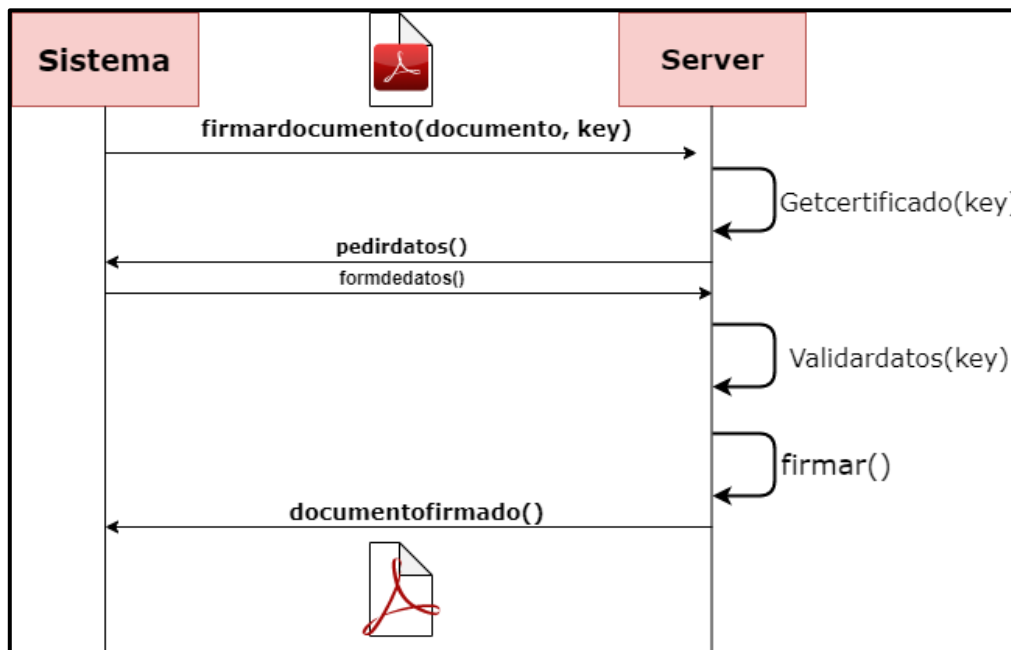 Sistema
Server
firmardocumento(documento, key)
Getcertificado(key)
pedirdatos()
formdedatos()
Validardatos(key)
firmar()
documentofirmado()